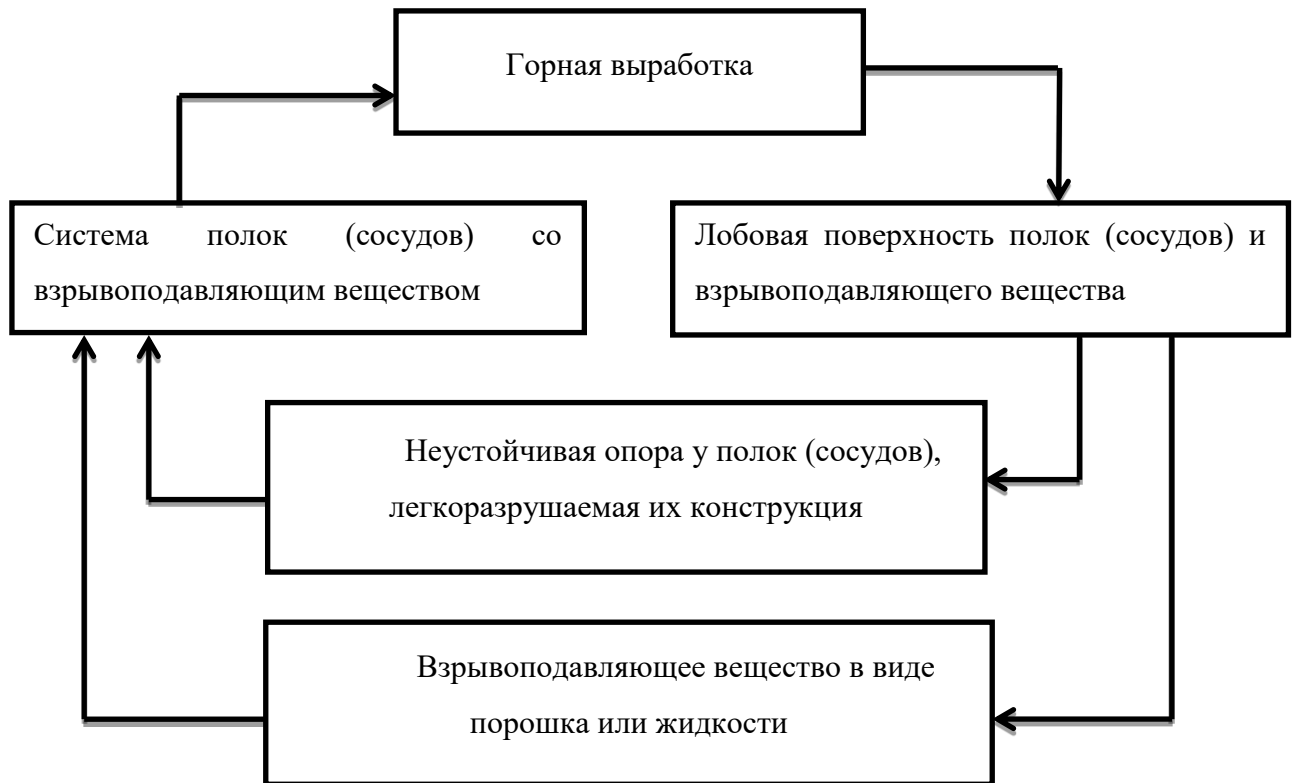 Горная выработка
Система полок (сосудов) со
взрывоподавляющим веществом
Лобовая поверхность полок (сосудов) и
взрывоподавляющего вещества
Неустойчивая опора у полок (сосудов),
легкоразрушаемая их конструкция
Взрывоподавляющее вещество в виде
порошка или жидкости